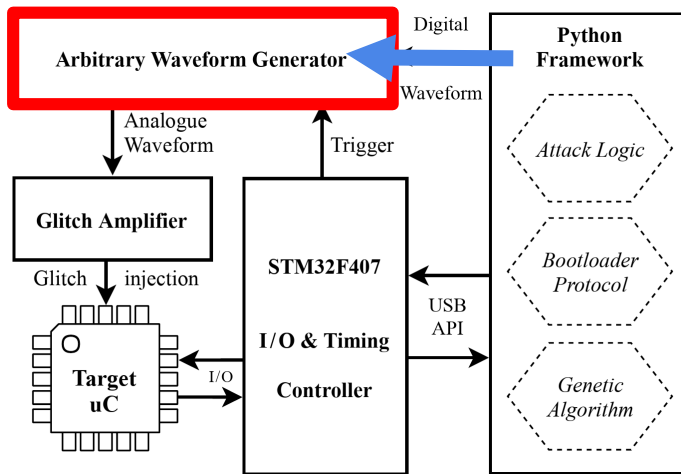 Arbitrary Waveform Generator
Digital
Waveform
Python
Framework
Analogue
Waveform
Trigger
Attack Logic
Glitch Amplifier
STM32F407
I/O & Timing
Controller
Glitch injection
USB
API
Bootloader
Protocol
Target
uC
I/O
Genetic
Algorithm